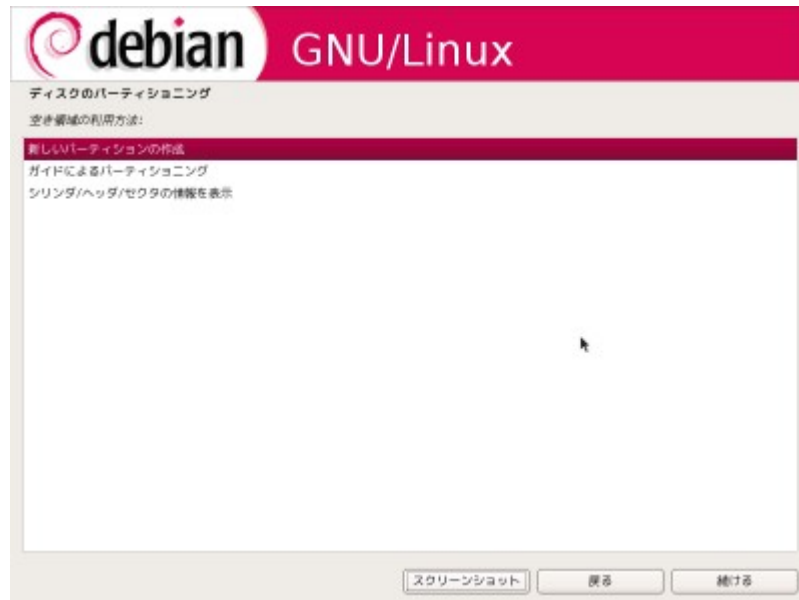 debian GNU/Linux
ディスクのパーティショニング
空き領域の利用方法:
新しいパーティションの作成
ガイドによるパーティショニング
シリンダ/ヘッダ/セクタの情報を表示
スクリーンショット 戻る 続ける